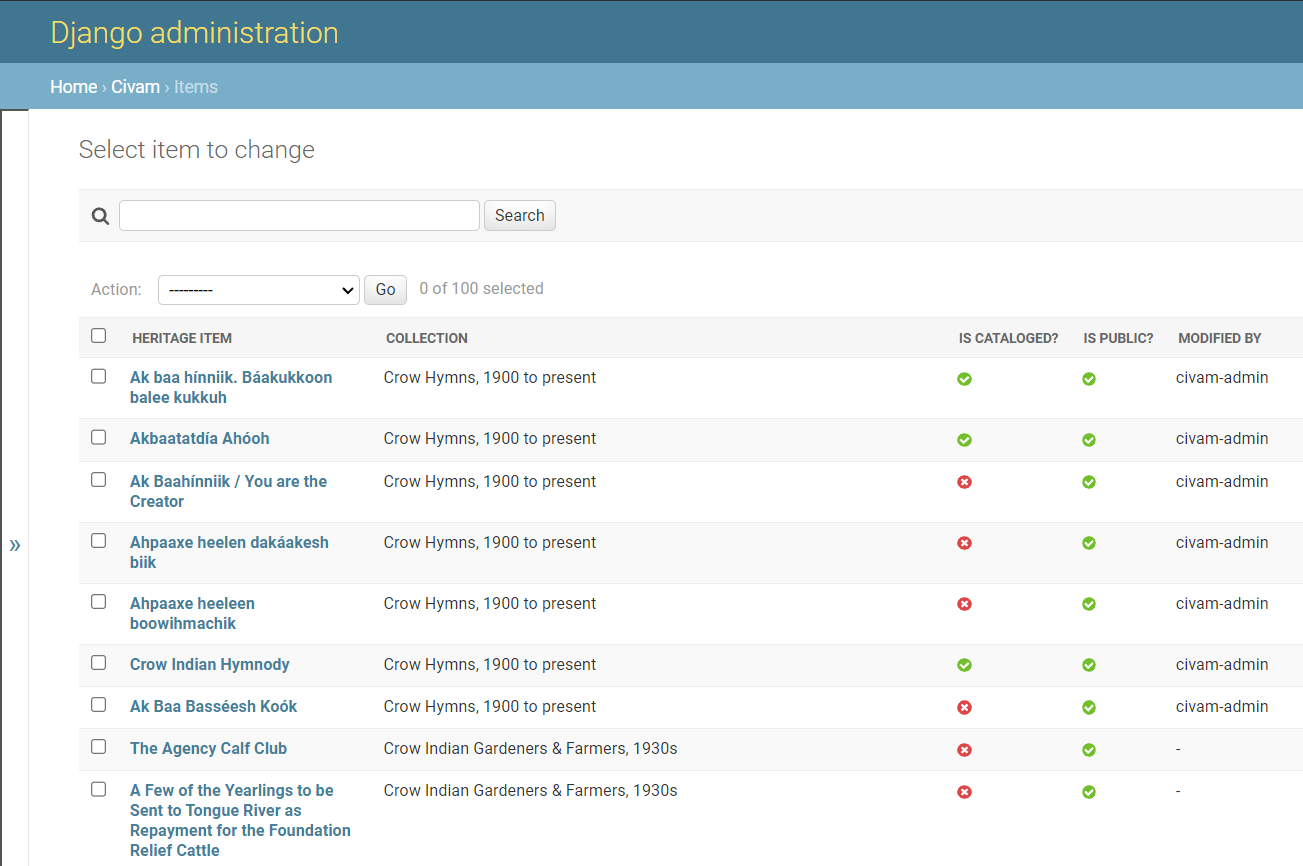 Django administration
Home › Civam › Items
Select item to change
Search
Action: --------- Go 0 of 100 selected
HERITAGE ITEM COLLECTION IS CATALOGED? IS PUBLIC? MODIFIED BY
Ak baa hínniik. Báakukkoon Crow Hymns, 1900 to present civam-admin
balee kukkuh
Akbaatatdía Ahóoh Crow Hymns, 1900 to present civam-admin
Ak Baahínniik / You are the Crow Hymns, 1900 to present civam-admin
Creator
Ahpaaxe heelen dakáakesh Crow Hymns, 1900 to present civam-admin
biik
»
Ahpaaxe heeleen Crow Hymns, 1900 to present civam-admin
boowihmachik
Crow Indian Hymnody Crow Hymns, 1900 to present civam-admin
Ak Baa Basséesh Koók Crow Hymns, 1900 to present civam-admin
The Agency Calf Club Crow Indian Gardeners & Farmers, 1930s -
A Few of the Yearlings to be Crow Indian Gardeners & Farmers, 1930s -
Sent to Tongue River as
Repayment for the Foundation
Relief Cattle